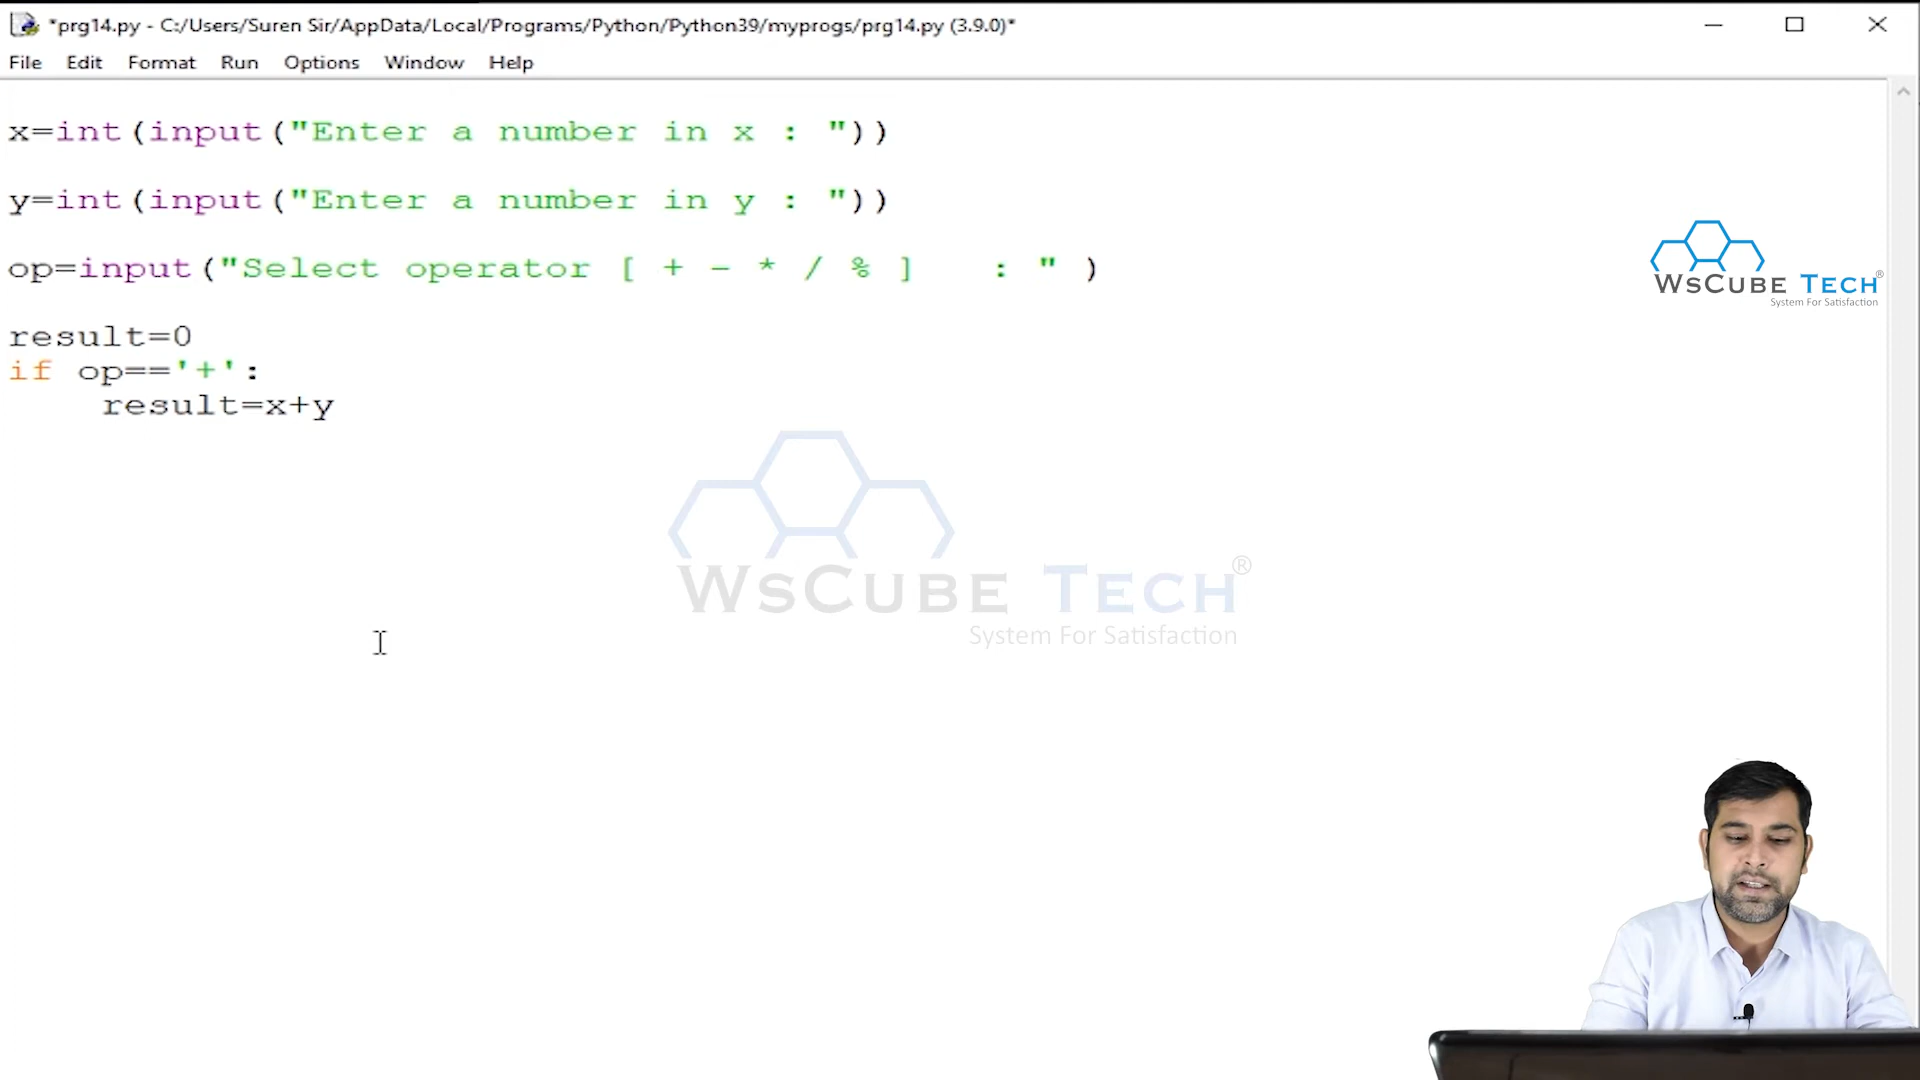 *prg14.py - C:/Users/Suren Sir/AppData/Local/Programs/Python/Python39/myprogs/prg14.py (3.9.0)*
File Edit Format Run Options Window Help
x=int(input("Enter a number in x : "))
y=int(input("Enter a number in y : "))
op=input("Select operator [ + - * / % ]   : " )
result=0
if op=='+':
    result=x+y
WsCube Tech®
System For Satisfaction
WsCube Tech®
System For Satisfaction